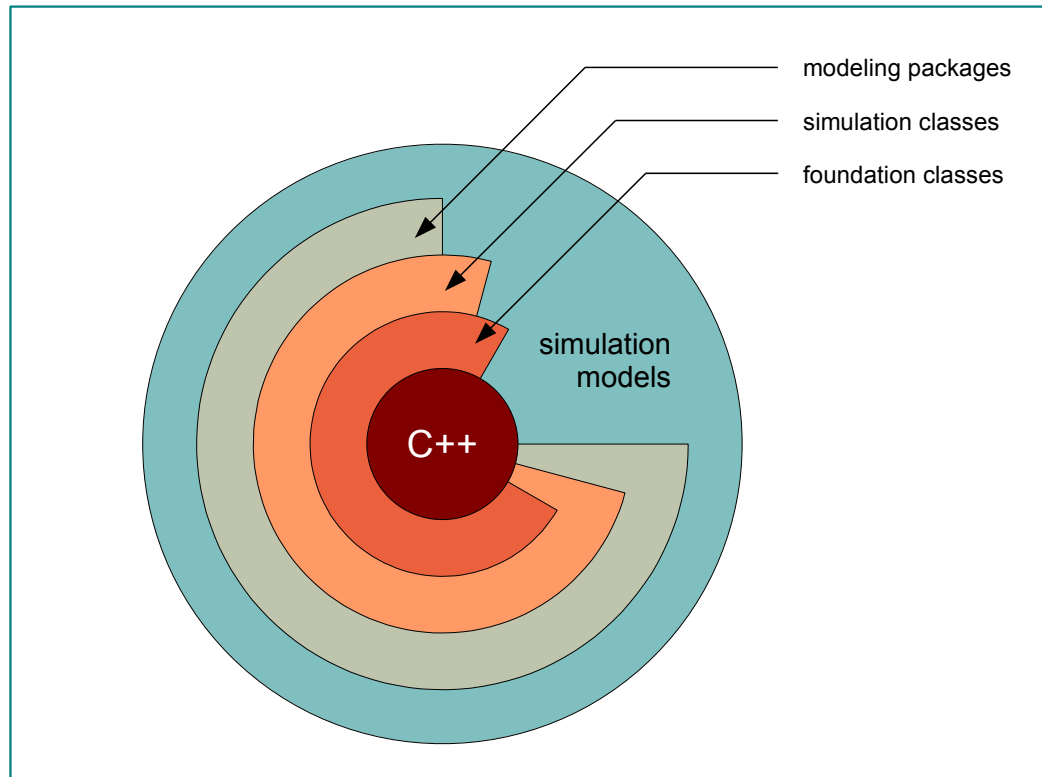 modeling packages
simulation classes
foundation classes
simulation
models
C++